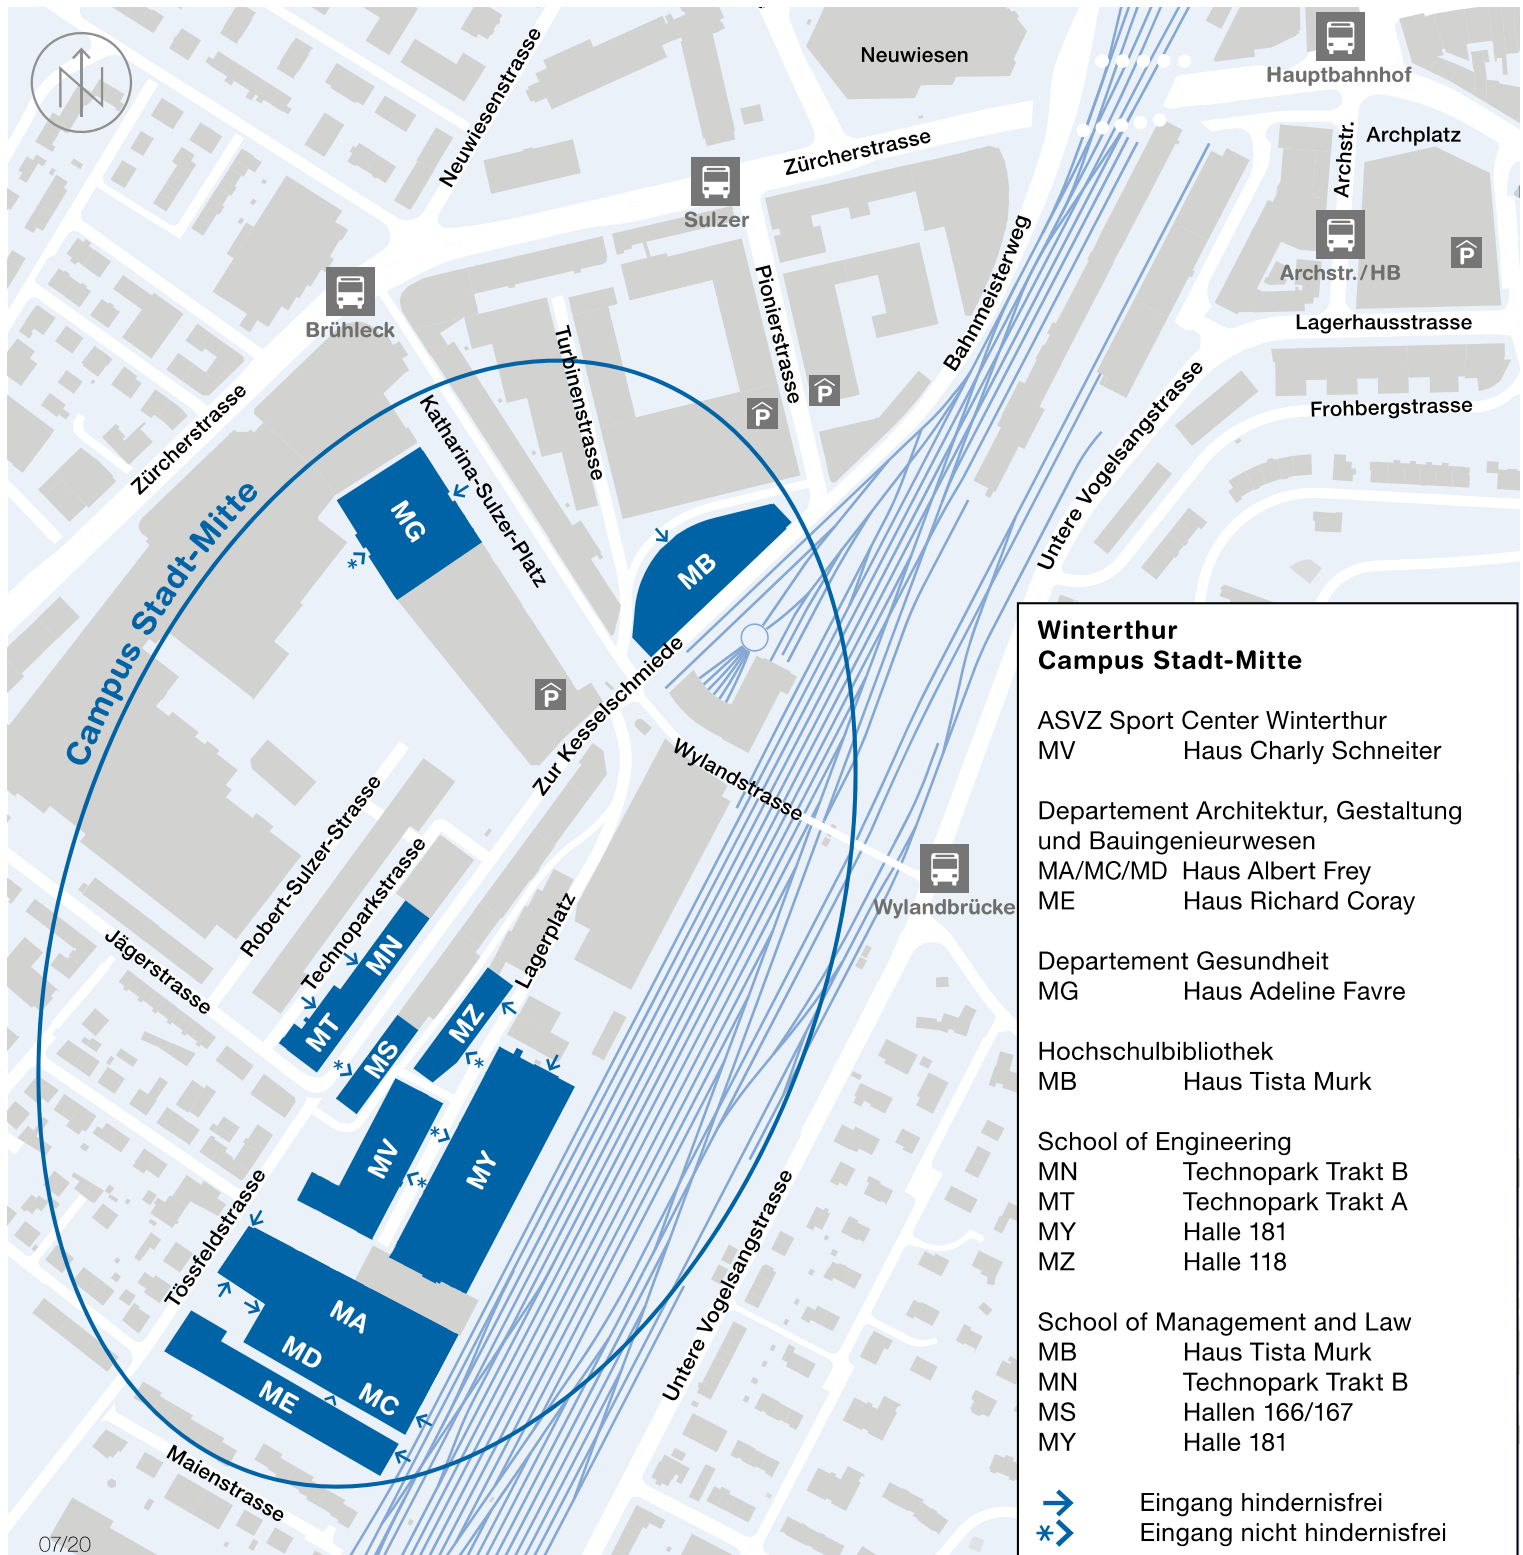 N
Neuwiesenstrasse
Neuwiesen
Hauptbahnhof
Archstr.
Archplatz
Zürcherstrasse
Sulzer
Archstr./HB
P
Brühleck
Pionierstrasse
Bahnmeisterweg
Lagerhausstrasse
Turbinenstrasse
Frohbergstrasse
P
P
Zürcherstrasse
Katharina-Sulzer-Platz
Untere Vogelsangstrasse
Campus Stadt-Mitte
MG
*
MB
P
Zur Kesselschmiede
Wylandstrasse
Robert-Sulzer-Strasse
Technoparkstrasse
Wylandbrücke
Jägerstrasse
Lagerplatz
MN
MT
MS
*
MZ
*
MV
*
*
MY
Tössfeldstrasse
Untere Vogelsangstrasse
MA
MD
ME
MC
Maienstrasse
07/20
Winterthur
Campus Stadt-Mitte
ASVZ Sport Center Winterthur
MV Haus Charly Schneiter
Departement Architektur, Gestaltung
und Bauingenieurwesen
MA/MC/MD Haus Albert Frey
ME Haus Richard Coray
Departement Gesundheit
MG Haus Adeline Favre
Hochschulbibliothek
MB Haus Tista Murk
School of Engineering
MN Technopark Trakt B
MT Technopark Trakt A
MY Halle 181
MZ Halle 118
School of Management and Law
MB Haus Tista Murk
MN Technopark Trakt B
MS Hallen 166/167
MY Halle 181
→ Eingang hindernisfrei
*> Eingang nicht hindernisfrei